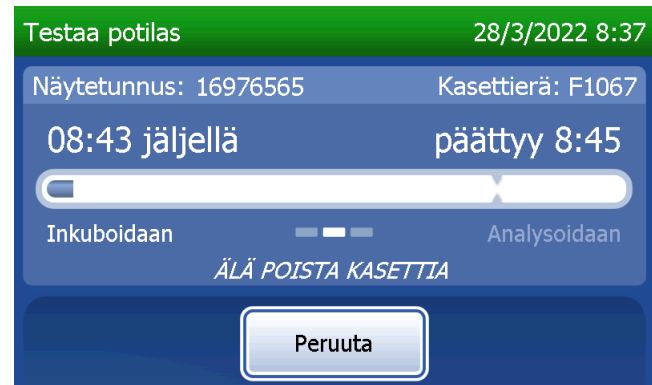 Testaa potilas 28/3/2022 8:37
Näytetunnus: 16976565 Kasettierä: F1067
08:43 jäljellä päättyy 8:45
Inkuboidaan Analysoidaan
ÄLÄ POISTA KASETTIA
Peruuta